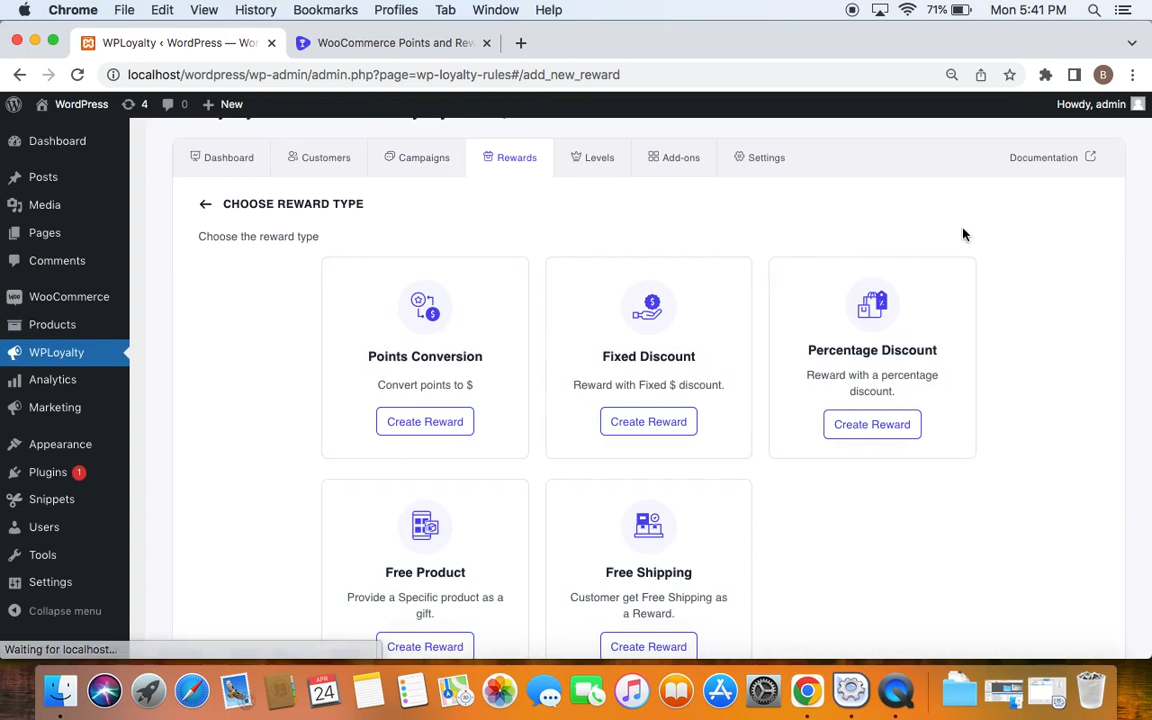 Chrome File Edit View History Bookmarks Profiles Tab Window Help 71% Mon 5:41 PM
WPLoyalty ‹ WordPress — Wor
WooCommerce Points and Rew
localhost/wordpress/wp-admin/admin.php?page=wp-loyalty-rules#/add_new_reward
B
WordPress 4 0 New Howdy, admin
Dashboard
Posts
Media
Pages
Comments
WooCommerce
Products
WPLoyalty
Analytics
Marketing
Appearance
Plugins 1
Snippets
Users
Tools
Settings
Collapse menu
Dashboard Customers Campaigns Rewards Levels Add-ons Settings Documentation
CHOOSE REWARD TYPE
Choose the reward type
Points Conversion
Convert points to $
Create Reward
Fixed Discount
Reward with Fixed $ discount.
Create Reward
Percentage Discount
Reward with a percentage
discount.
Create Reward
Free Product
Provide a Specific product as a
gift.
Create Reward
Free Shipping
Customer get Free Shipping as
a Reward.
Create Reward
Waiting for localhost...
APR
24